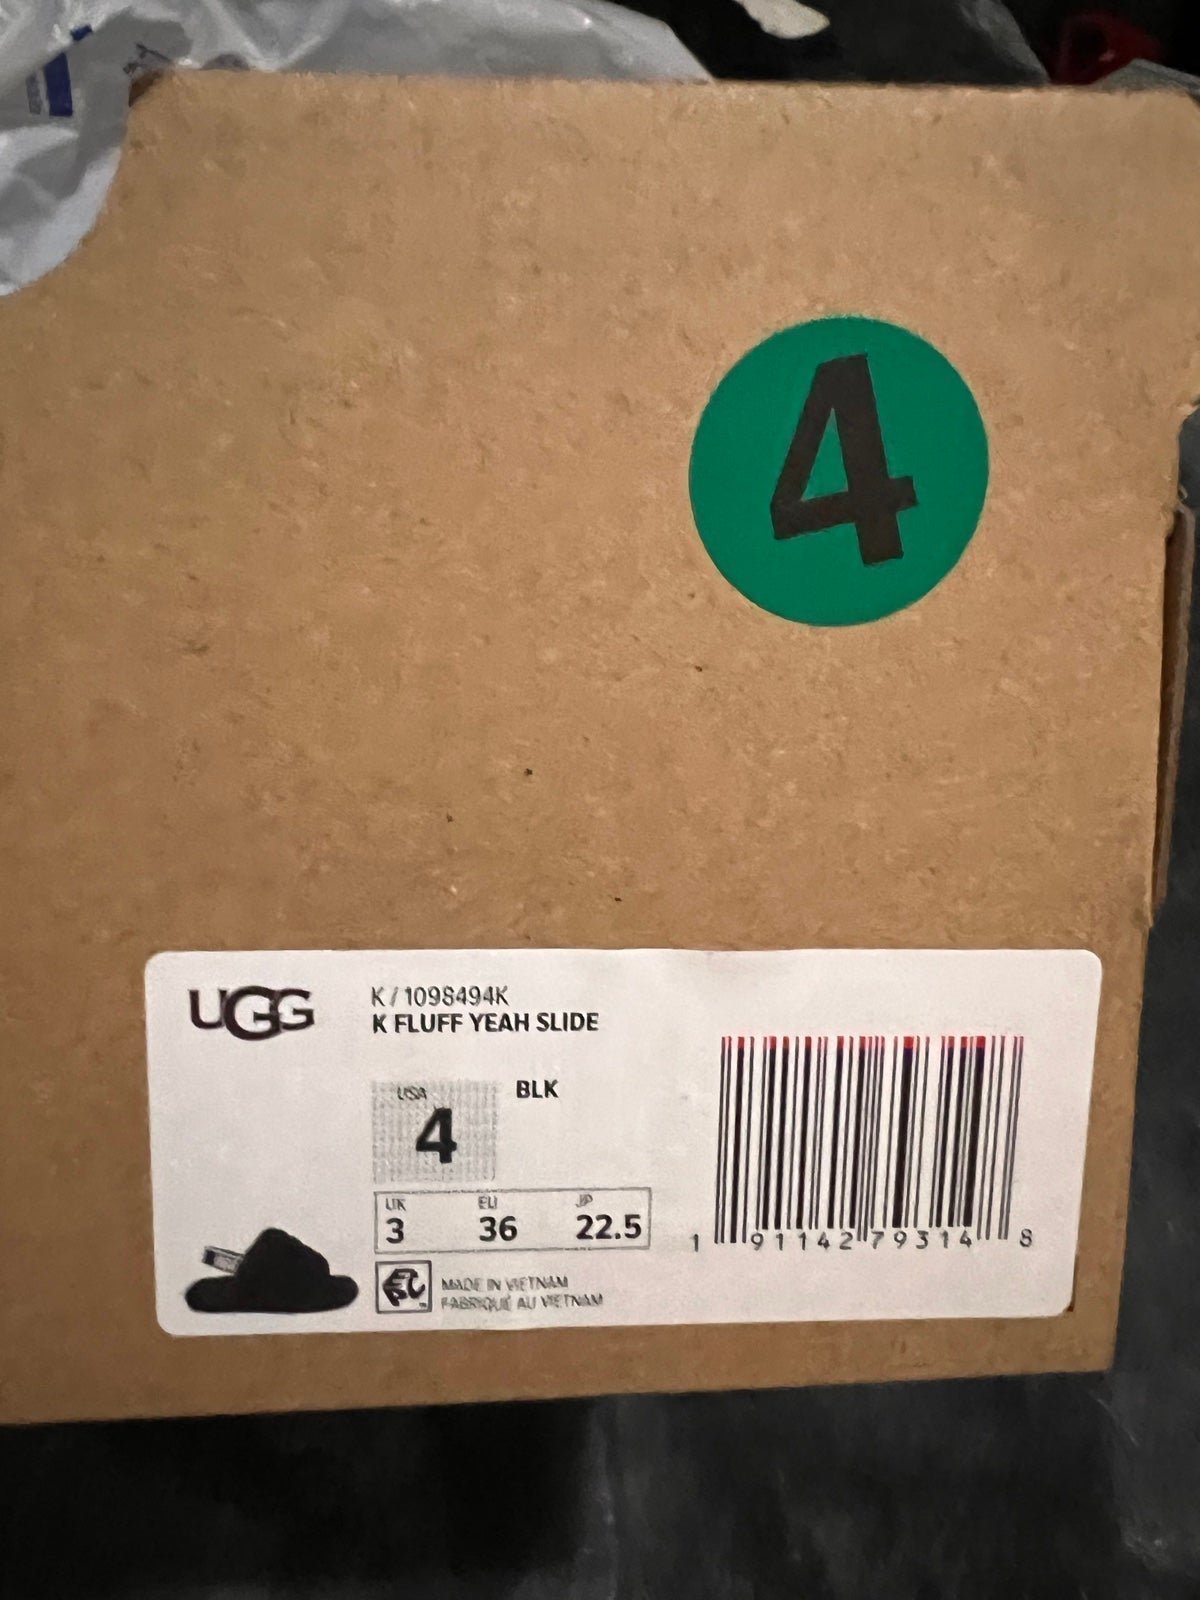 4
UGG
K / 1098494K
K FLUFF YEAH SLIDE
USA
4
BLK
UK EU JP
3 36 22.5
MADE IN VIETNAM
FABRIQUÉ AU VIETNAM
1 91142 79314 8